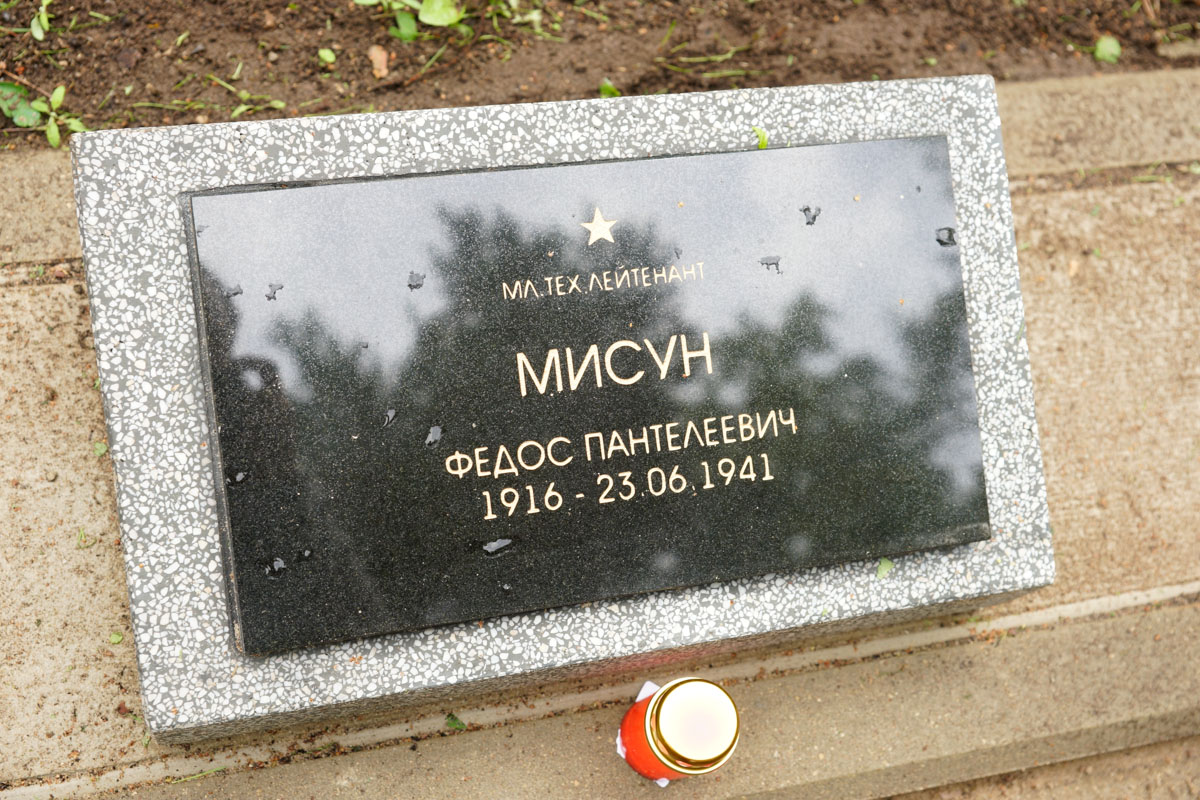 МЛ.ТЕХ.ЛЕЙТЕНАНТ
МИСУН
ФЕДОС ПАНТЕЛЕЕВИЧ
1916 - 23.06.1941